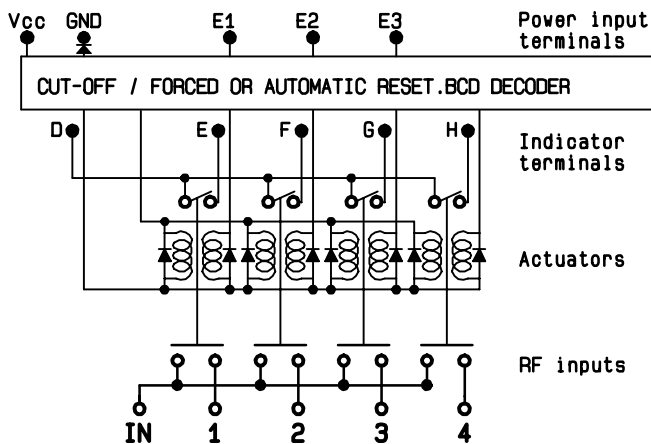 Vcc GND E1 E2 E3 Power input
terminals
CUT-OFF / FORCED OR AUTOMATIC RESET.BCD DECODER
D E F G H Indicator
terminals
Actuators
RF inputs
IN 1 2 3 4